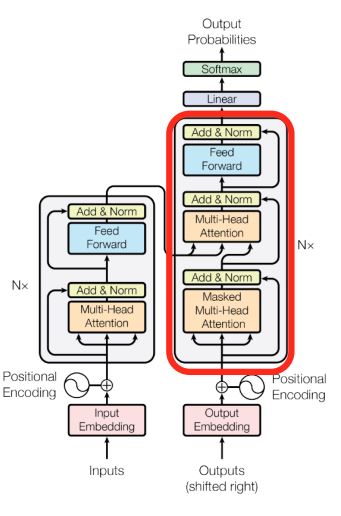 Output
Probabilities
Softmax
Linear
Add & Norm
Feed
Forward
Add & Norm
Multi-Head
Attention
Add & Norm
Masked
Multi-Head
Attention
Nx
Add & Norm
Feed
Forward
Add & Norm
Multi-Head
Attention
Nx
Positional
Encoding
Positional
Encoding
Input
Embedding
Output
Embedding
Inputs
Outputs
(shifted right)